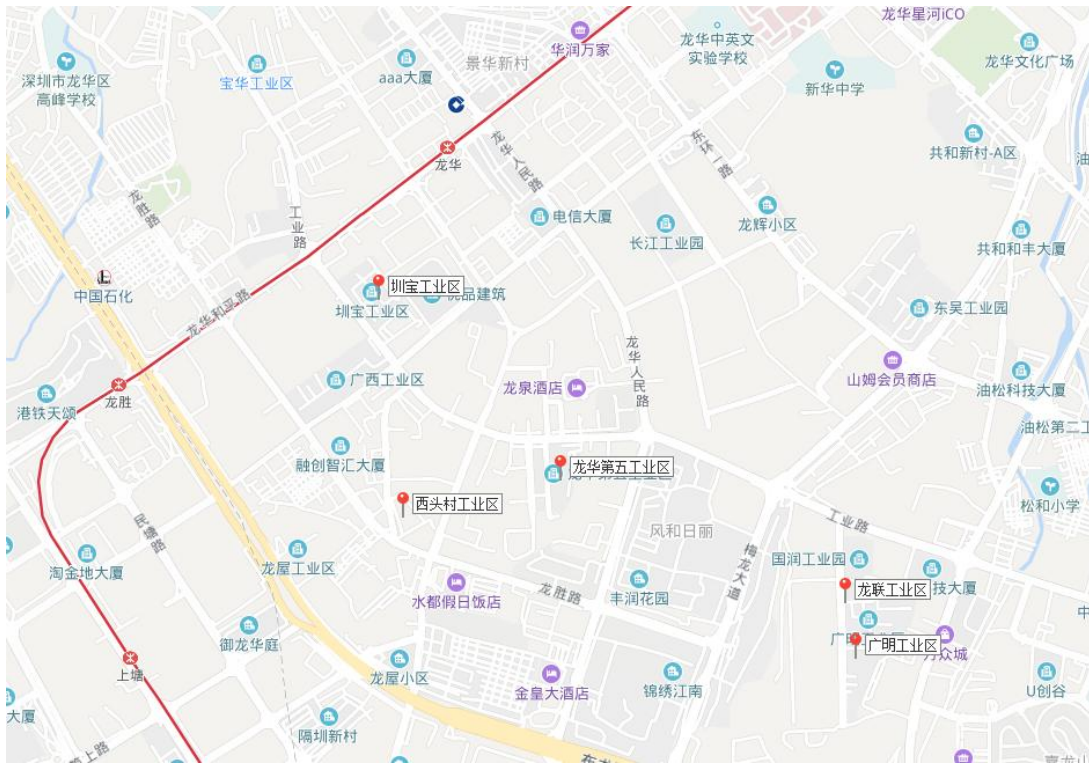 龙华星河iCO
华润万家
龙华中英文
实验学校
龙华文化广场
深圳市龙华区
高峰学校
宝华工业区
aaa大厦
景华新村
新华中学
共和新村-A区
龙华
龙华人民路
东环一路
油
龙胜路
工业路
电信大厦
长江工业园
龙辉小区
共和和丰大厦
中国石化
圳宝工业区
圳宝工业区
品建筑
东吴工业园
龙华和平路
龙华人民路
广西工业区
龙泉酒店
山姆会员商店
油松科技大厦
港铁天颂
龙胜
油松第二工
融创智汇大厦
龙华第五工业区
西头村工业区
松和小学
民塘路
风和日丽
工业路
梅龙大道
淘金地大厦
龙屋工业区
国润工业园
技大厦
水都假日饭店
龙胜路
丰润花园
龙联工业区
中
御龙华庭
广明工业区
万众城
上塘
龙屋小区
金皇大酒店
锦绣江南
U创谷
大厦
隔圳新村
上路